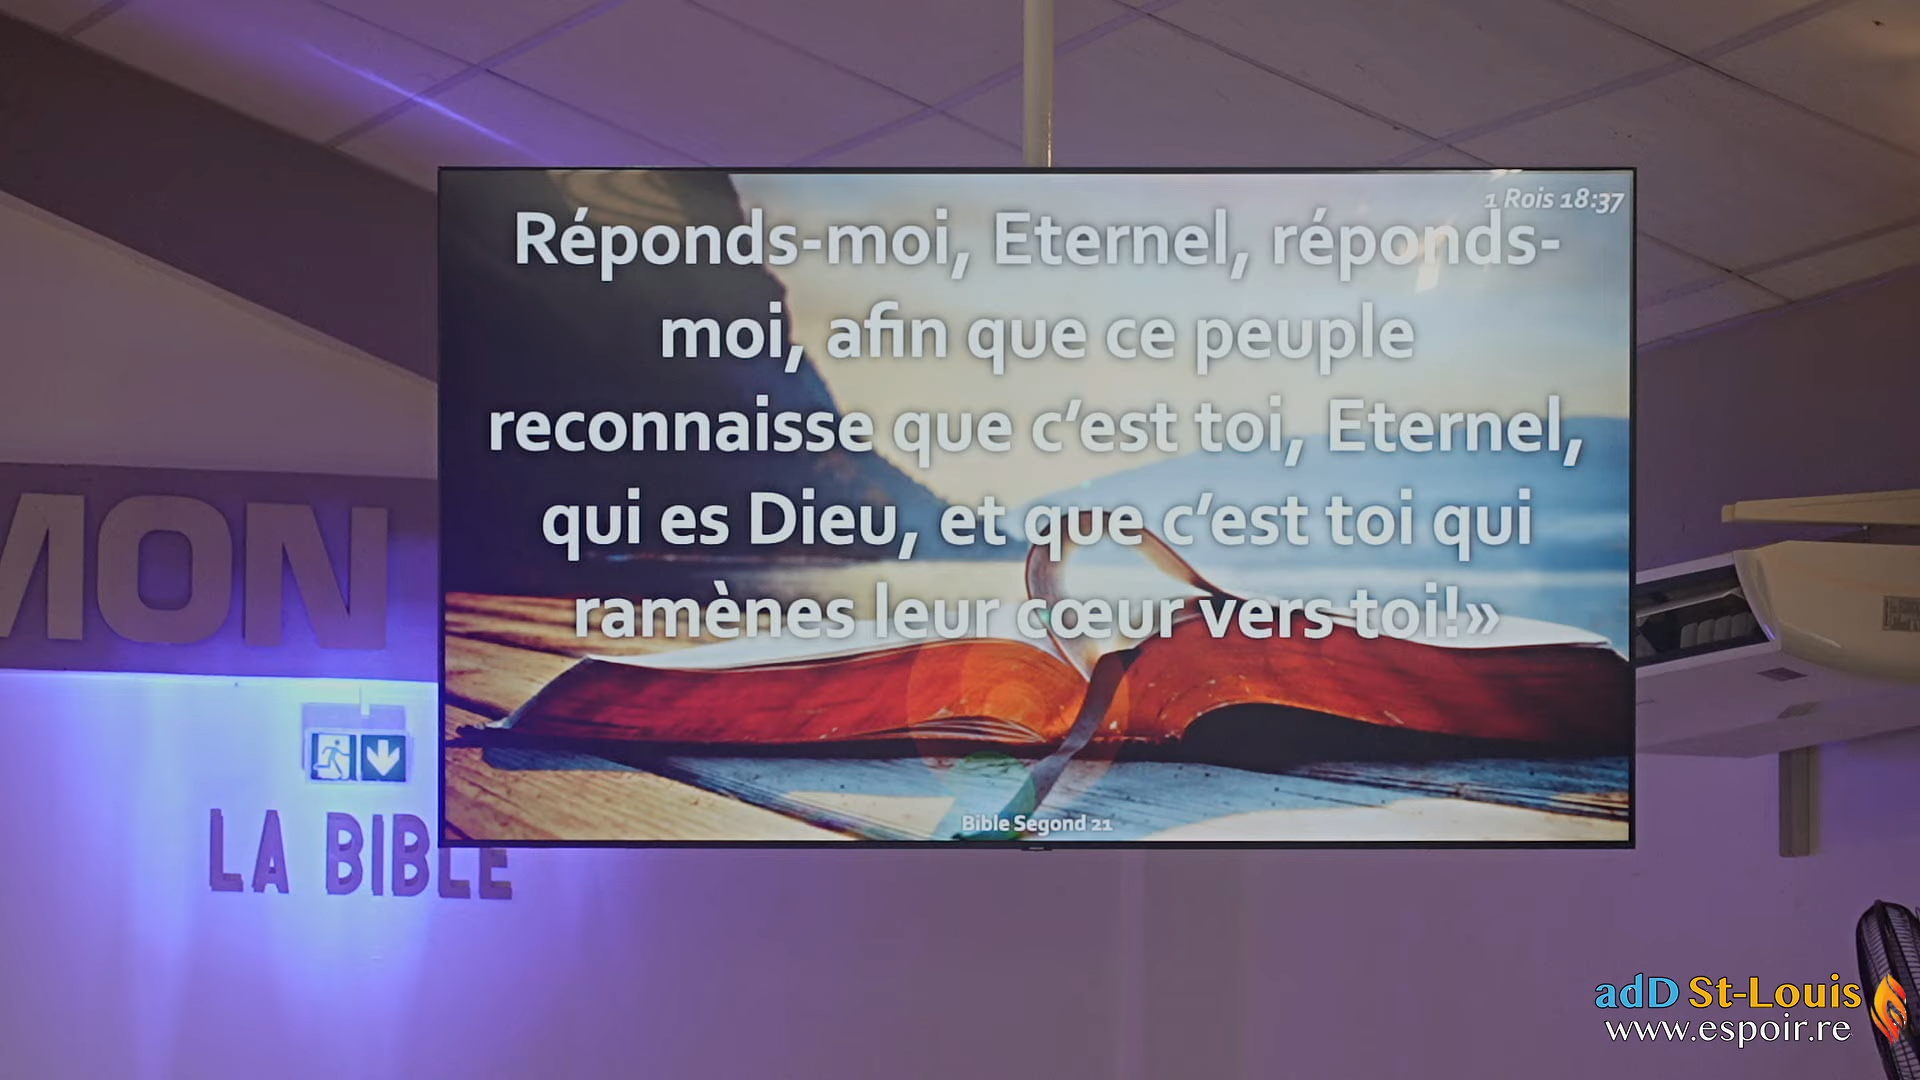 1 Rois 18:37
Réponds-moi, Eternel, réponds-
moi, afin que ce peuple
reconnaisse que c’est toi, Eternel,
qui es Dieu, et que c’est toi qui
ramènes leur cœur vers toi!»
Bible Segond 21
MON
LA BIBLE
adD St-Louis
www.espoir.re